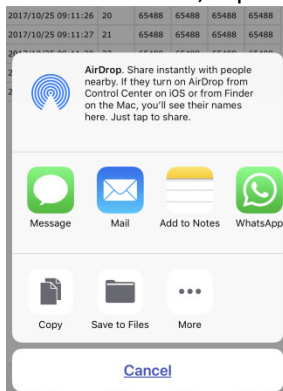 2017/10/25 09:11:26 20 65488 65488 65488
2017/10/25 09:11:27 21 65488 65488 65488
AirDrop. Share instantly with people
nearby. If they turn on AirDrop from
Control Center on iOS or from Finder
on the Mac, you'll see their names
here. Just tap to share.
Message Mail Add to Notes WhatsApp
Copy Save to Files More
Cancel